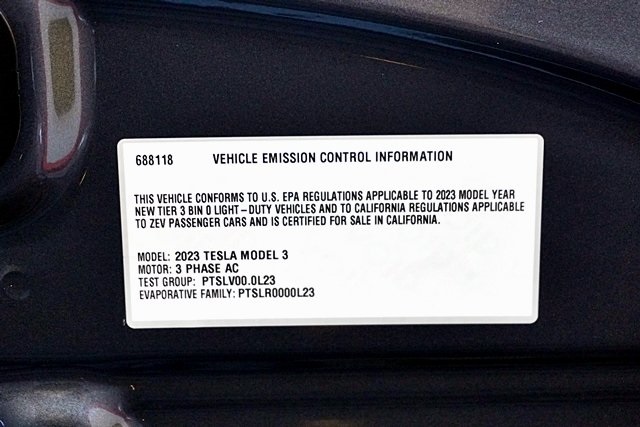 688118 VEHICLE EMISSION CONTROL INFORMATION
THIS VEHICLE CONFORMS TO U.S. EPA REGULATIONS APPLICABLE TO 2023 MODEL YEAR
NEW TIER 3 BIN 0 LIGHT-DUTY VEHICLES AND TO CALIFORNIA REGULATIONS APPLICABLE
TO ZEV PASSENGER CARS AND IS CERTIFIED FOR SALE IN CALIFORNIA.
MODEL: 2023 TESLA MODEL 3
MOTOR: 3 PHASE AC
TEST GROUP: PTSLV00.0L23
EVAPORATIVE FAMILY: PTSLR0000L23